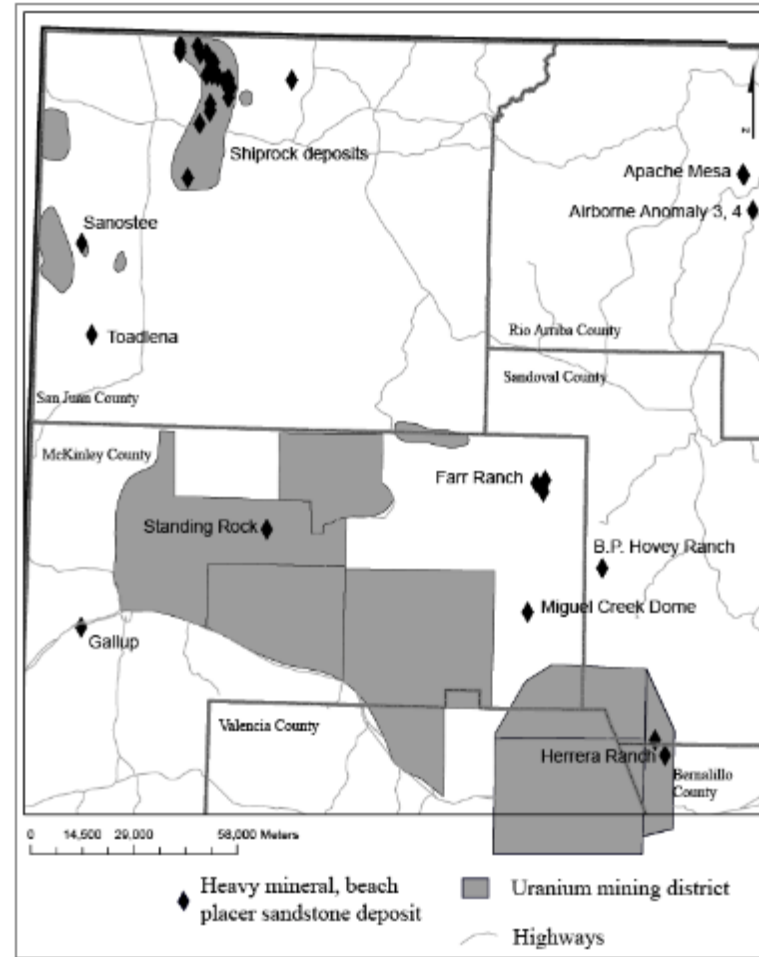 Shiprock deposits
N
Apache Mesa
Airborne Anomaly 3, 4
Sanostee
Toadlena
Rio Arriba County
Sandoval County
San Juan County
McKinley County
Farr Ranch
Standing Rock
B.P. Hovey Ranch
Miguel Creek Dome
Gallup
Valencia County
Herrera Ranch
Bernalillo
County
0 14,500 29,000 58,000 Meters
Heavy mineral, beach
placer sandstone deposit
Uranium mining district
Highways